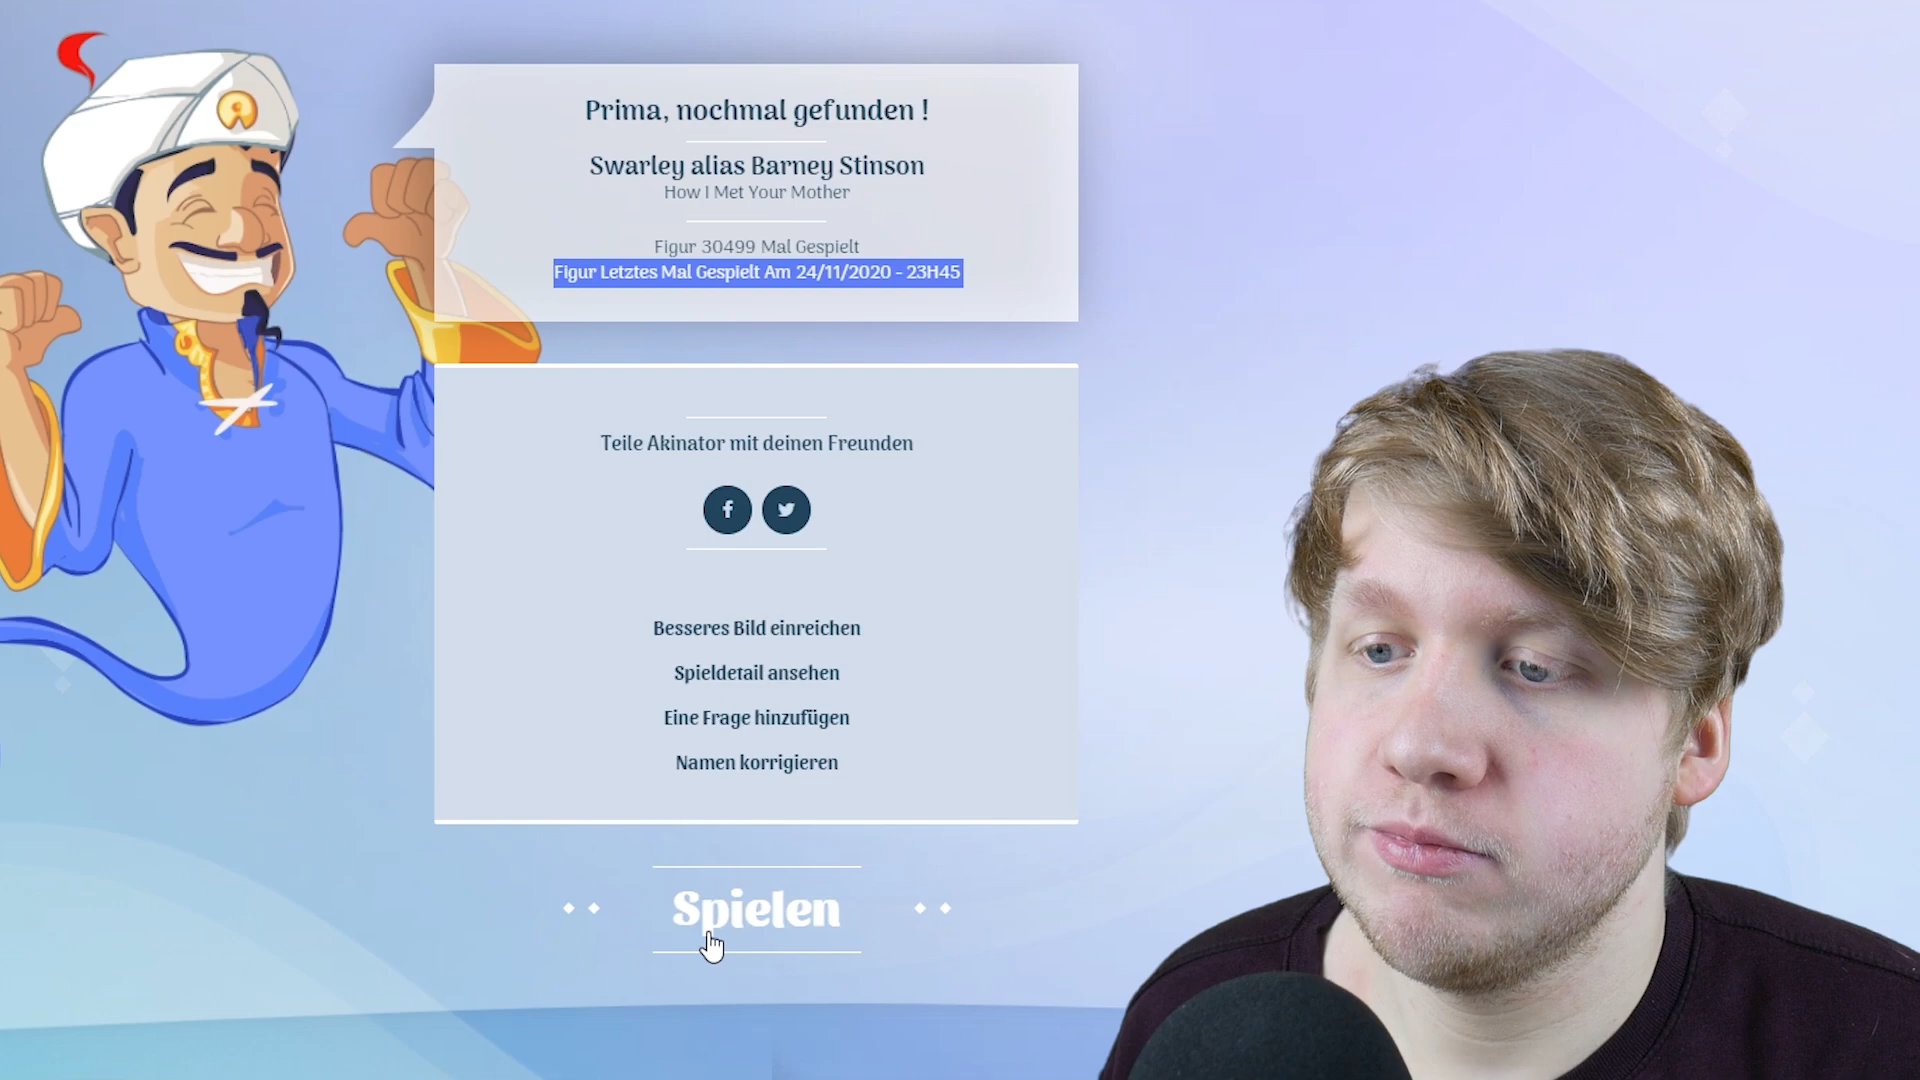 Prima, nochmal gefunden !
Swarley alias Barney Stinson
How I Met Your Mother
Figur 30499 Mal Gespielt
Figur Letztes Mal Gespielt Am 24/11/2020 - 23H45
Teile Akinator mit deinen Freunden
Besseres Bild einreichen
Spieldetail ansehen
Eine Frage hinzufügen
Namen korrigieren
Spielen